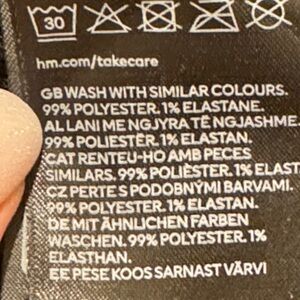 30
hm.com/takecare
GB WASH WITH SIMILAR COLOURS.
99% POLYESTER. 1% ELASTANE.
AL LANI ME NGJYRA TË NGJASHME.
99% POLIESTËR. 1% ELASTAN.
CAT RENTEU-HO AMB PECES
SIMILARS. 99% POLIÈSTER. 1% ELAST
CZ PERTE S PODOBNÝMI BARVAMI.
99% POLYESTER. 1% ELASTAN.
DE MIT ÄHNLICHEN FARBEN
WASCHEN. 99% POLYESTER. 1%
ELASTHAN.
EE PESE KOOS SARNAST VÄRVI